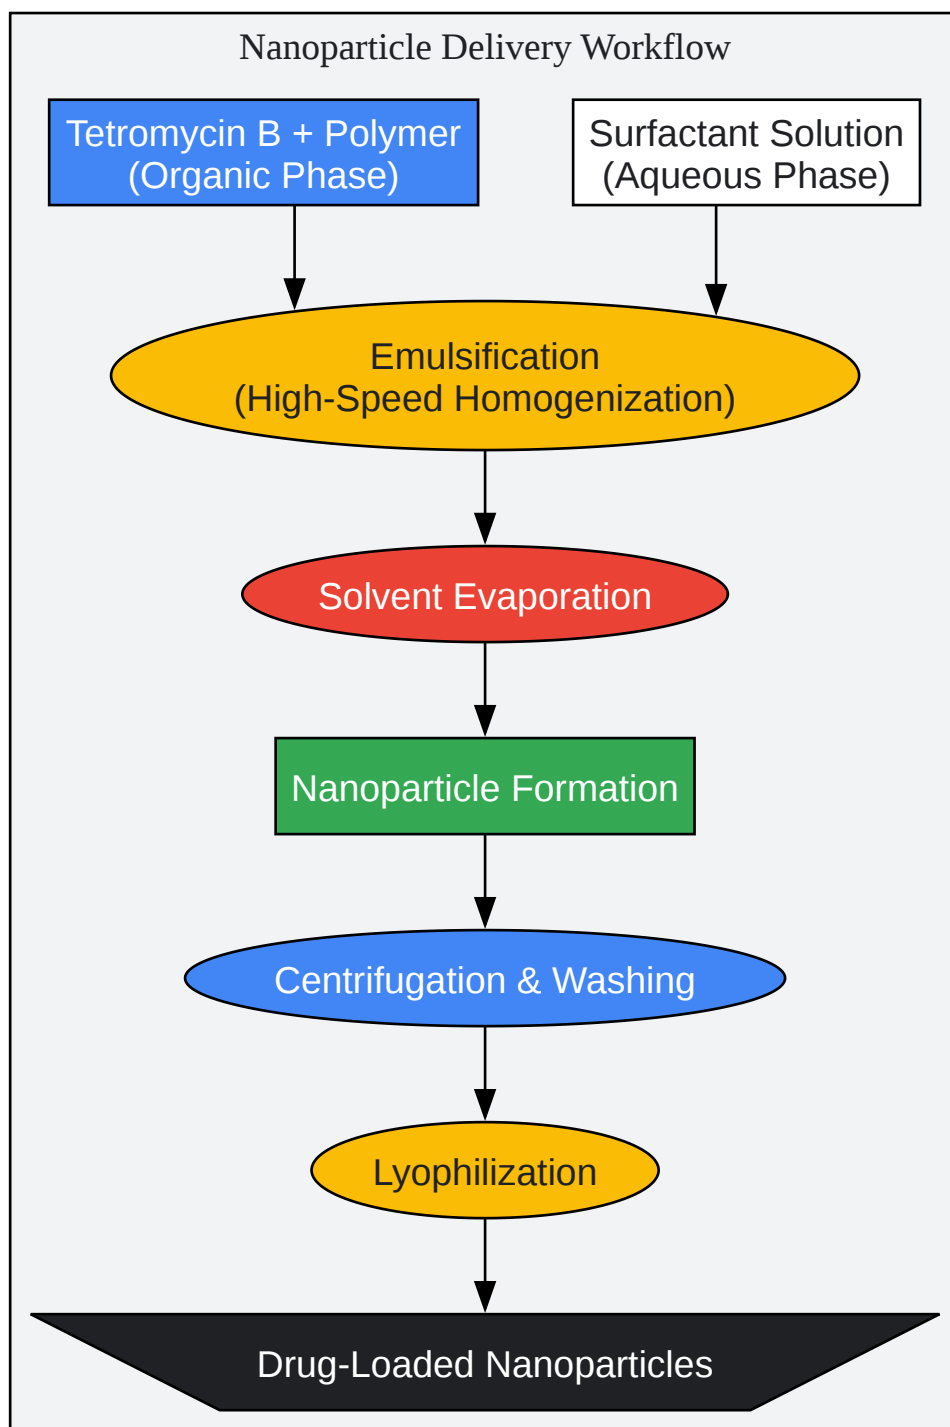 Nanoparticle Delivery Workflow
Tetromycin B + Polymer
(Organic Phase)
Surfactant Solution
(Aqueous Phase)
Emulsification
(High-Speed Homogenization)
Solvent Evaporation
Nanoparticle Formation
Centrifugation & Washing
Lyophilization
Drug-Loaded Nanoparticles